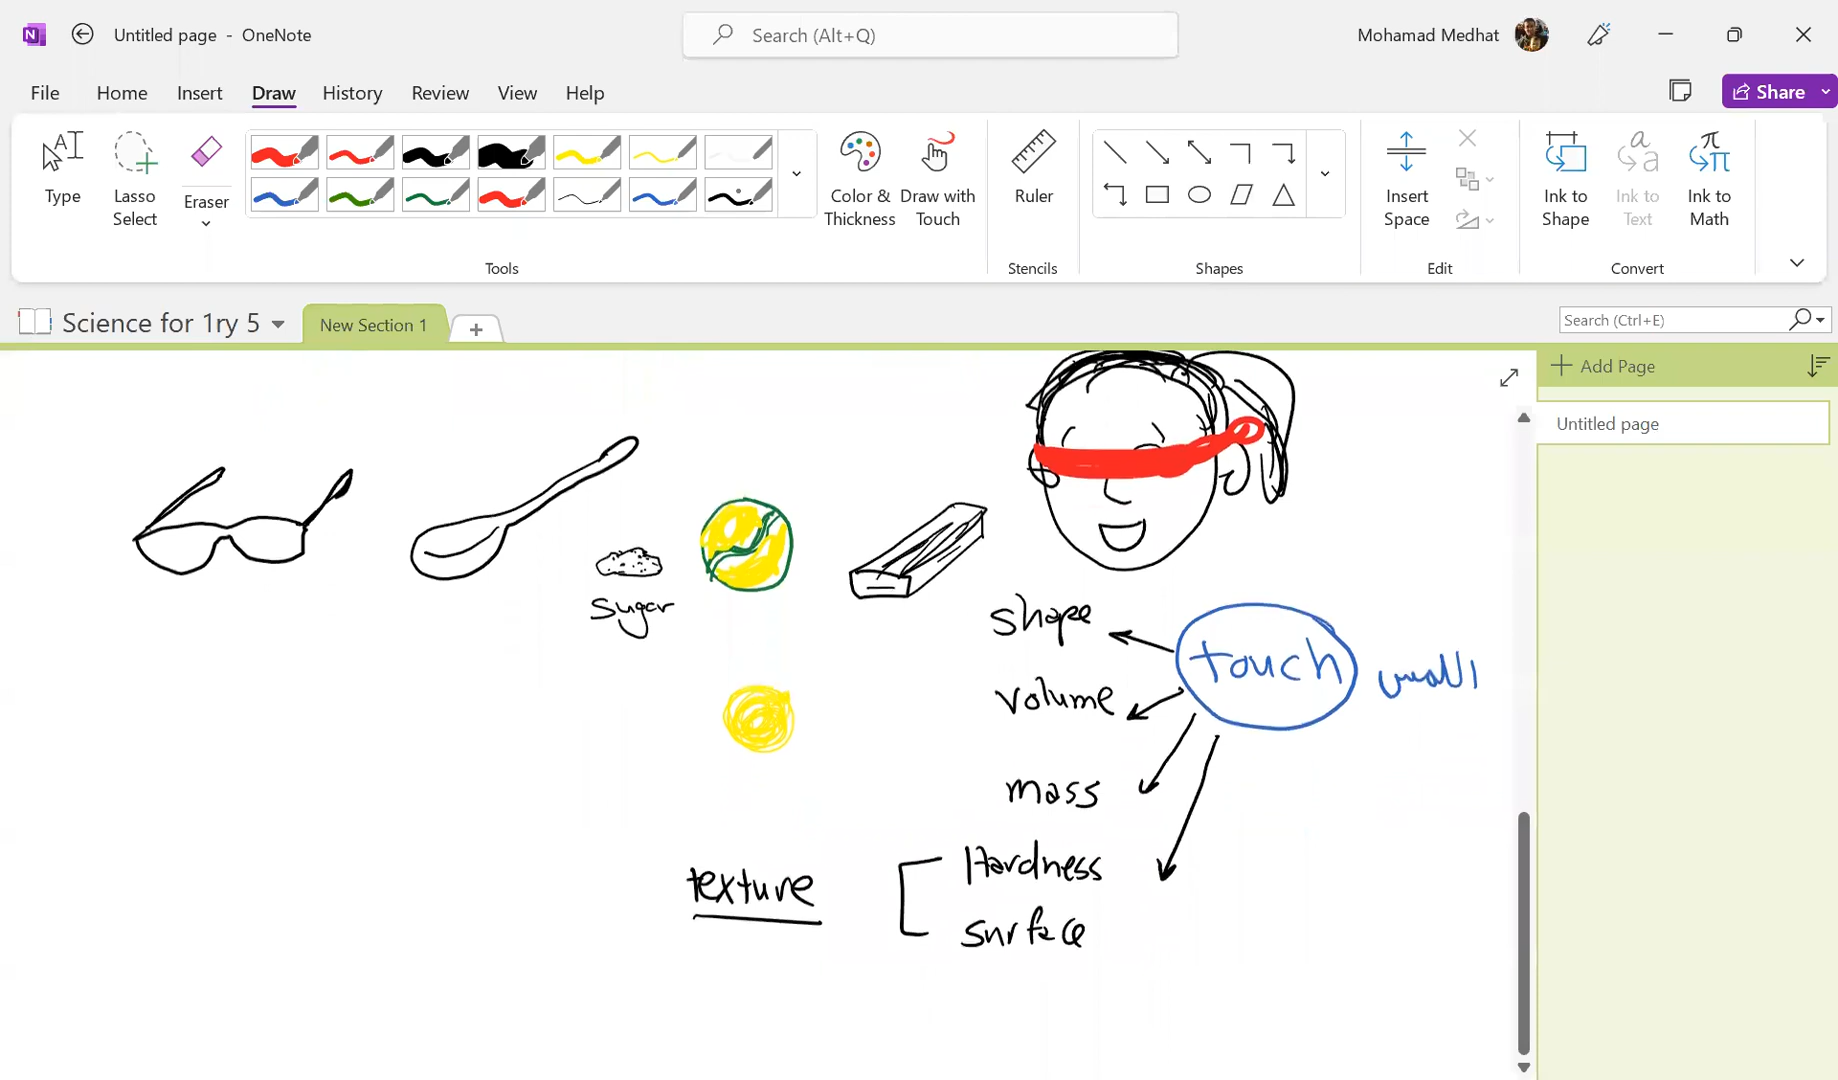 Untitled page - OneNote
Search (Alt+Q)
Mohamad Medhat
File Home Insert Draw History Review View Help
Share
Type
Lasso Select
Eraser
Color & Thickness
Draw with Touch
Ruler
Insert Space
Ink to Shape
Ink to Text
Ink to Math
Tools
Stencils
Shapes
Edit
Convert
Science for 1ry 5
New Section 1
Search (Ctrl+E)
Add Page
Untitled page
sugar
shape
touch
volume
mass
texture
Hardness
surface